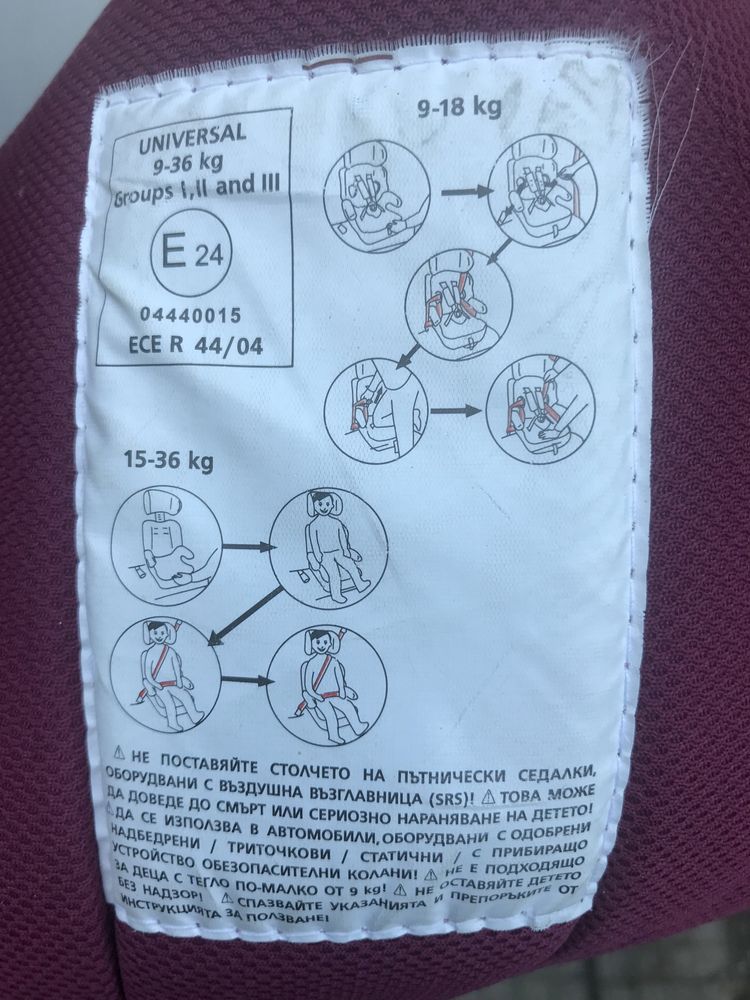 UNIVERSAL
9-36 kg
Groups I,II and III
E 24
04440015
ECE R 44/04
9-18 kg
15-36 kg
⚠ НЕ ПОСТАВЯЙТЕ СТОЛЧЕТО НА ПЪТНИЧЕСКИ СЕДАЛКИ,
ОБОРУДВАНИ С ВЪЗДУШНА ВЪЗГЛАВНИЦА (SRS)! ⚠ ТОВА МОЖЕ
ДА ДОВЕДЕ ДО СМЪРТ ИЛИ СЕРИОЗНО НАРАНЯВАНЕ НА ДЕТЕТО!
⚠ДА СЕ ИЗПОЛЗВА В АВТОМОБИЛИ,ОБОРУДВАНИ С ОДОБРЕНИ
НАДБЕДРЕНИ / ТРИТОЧКОВИ / СТАТИЧНИ / С ПРИБИРАЩО
УСТРОЙСТВО ОБЕЗОПАСИТЕЛНИ КОЛАНИ! ⚠ НЕ Е ПОДХОДЯЩО
ЗА ДЕЦА С ТЕГЛО ПО-МАЛКО ОТ 9 kg! ⚠ НЕ ОСТАВЯЙТЕ ДЕТЕТО
БЕЗ НАДЗОР! ⚠ СПАЗВАЙТЕ УКАЗАНИЯТА И ПРЕПОРЪКИТЕ ОТ
ИНСТРУКЦИЯТА ЗА ПОЛЗВАНЕ!